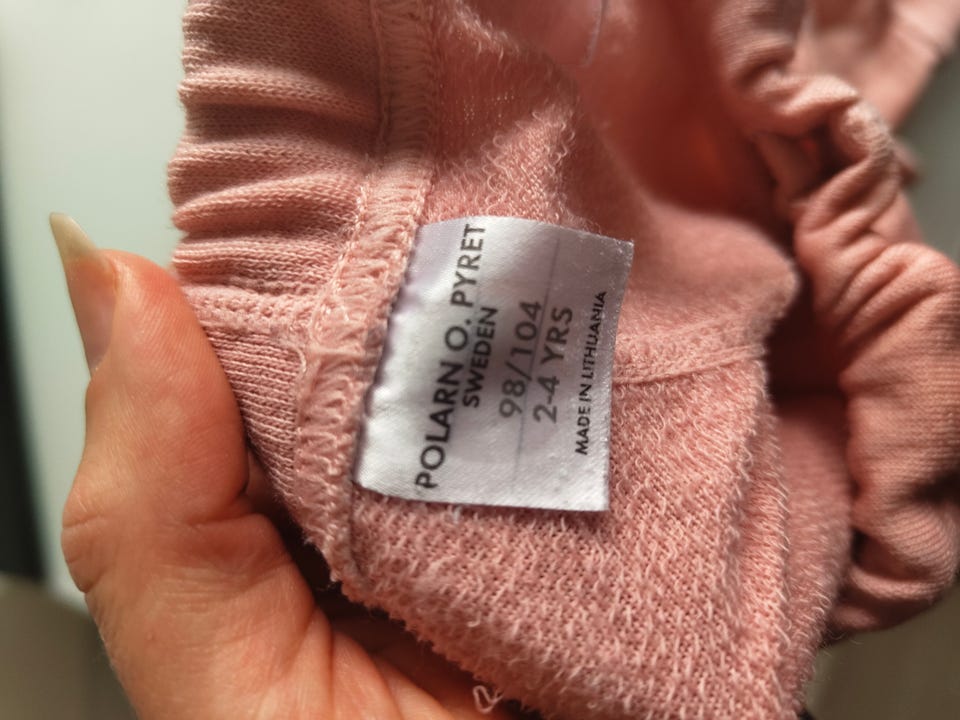 POLARN O. PYRET
SWEDEN
98/104
2-4 YRS
MADE IN LITHUANIA